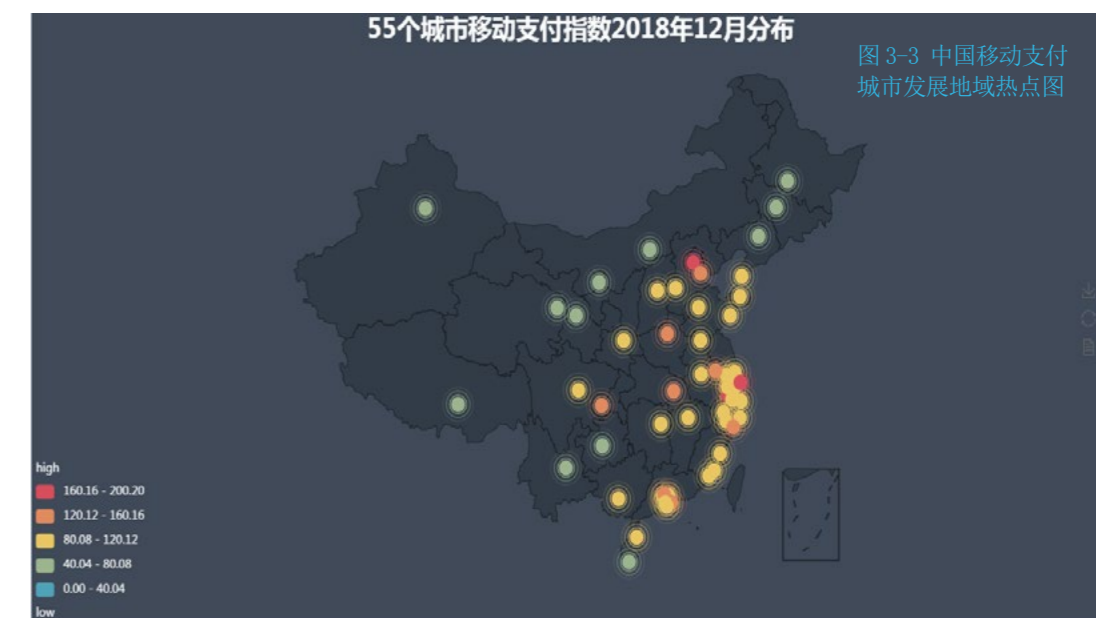 55个城市移动支付指数2018年12月分布
图3-3 中国移动支付
城市发展地域热点图
high
160.16 - 200.20
120.12 - 160.16
80.08 - 120.12
40.04 - 80.08
0.00 - 40.04
low